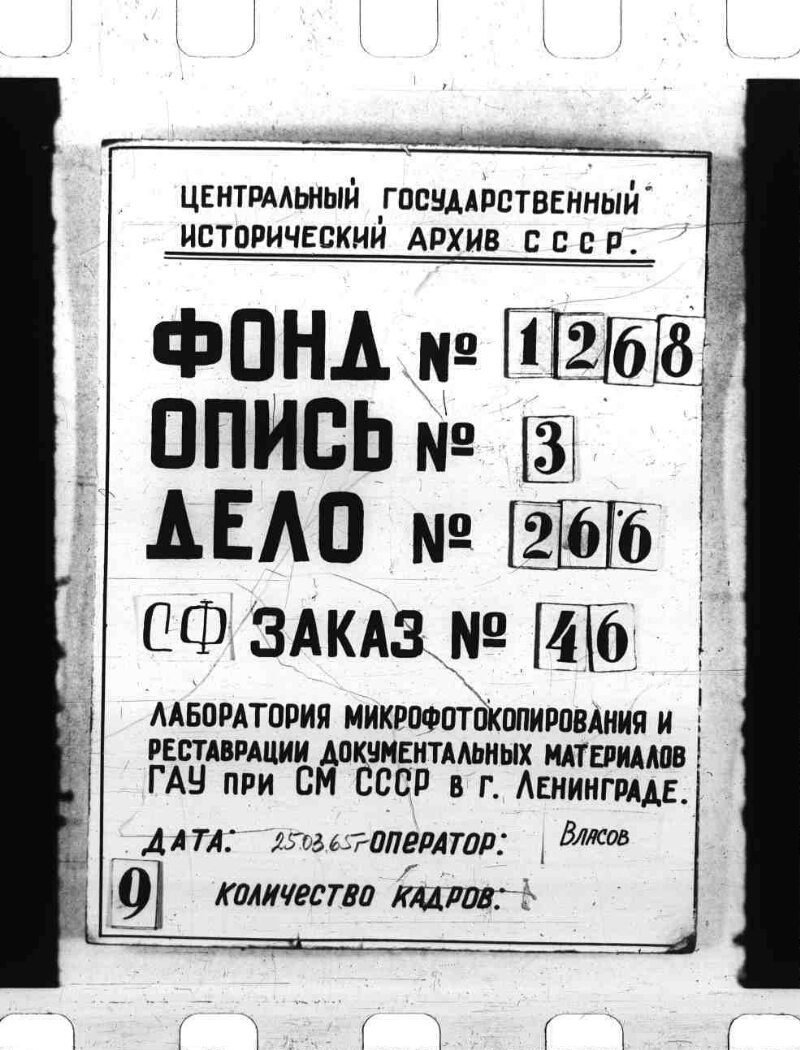 ЦЕНТРАЛЬНЫЙ ГОСУДАРСТВЕННЫЙ
ИСТОРИЧЕСКИЙ АРХИВ СССР.
ФОНД № 1268
ОПИСЬ № 3
ДЕЛО № 266
СФ ЗАКАЗ № 46
ЛАБОРАТОРИЯ МИКРОФОТОКОПИРОВАНИЯ И
РЕСТАВРАЦИИ ДОКУМЕНТАЛЬНЫХ МАТЕРИАЛОВ
ГАУ ПРИ СМ СССР В Г. ЛЕНИНГРАДЕ.
ДАТА: 25.03.65г ОПЕРАТОР: Власов
9 КОЛИЧЕСТВО КАДРОВ: